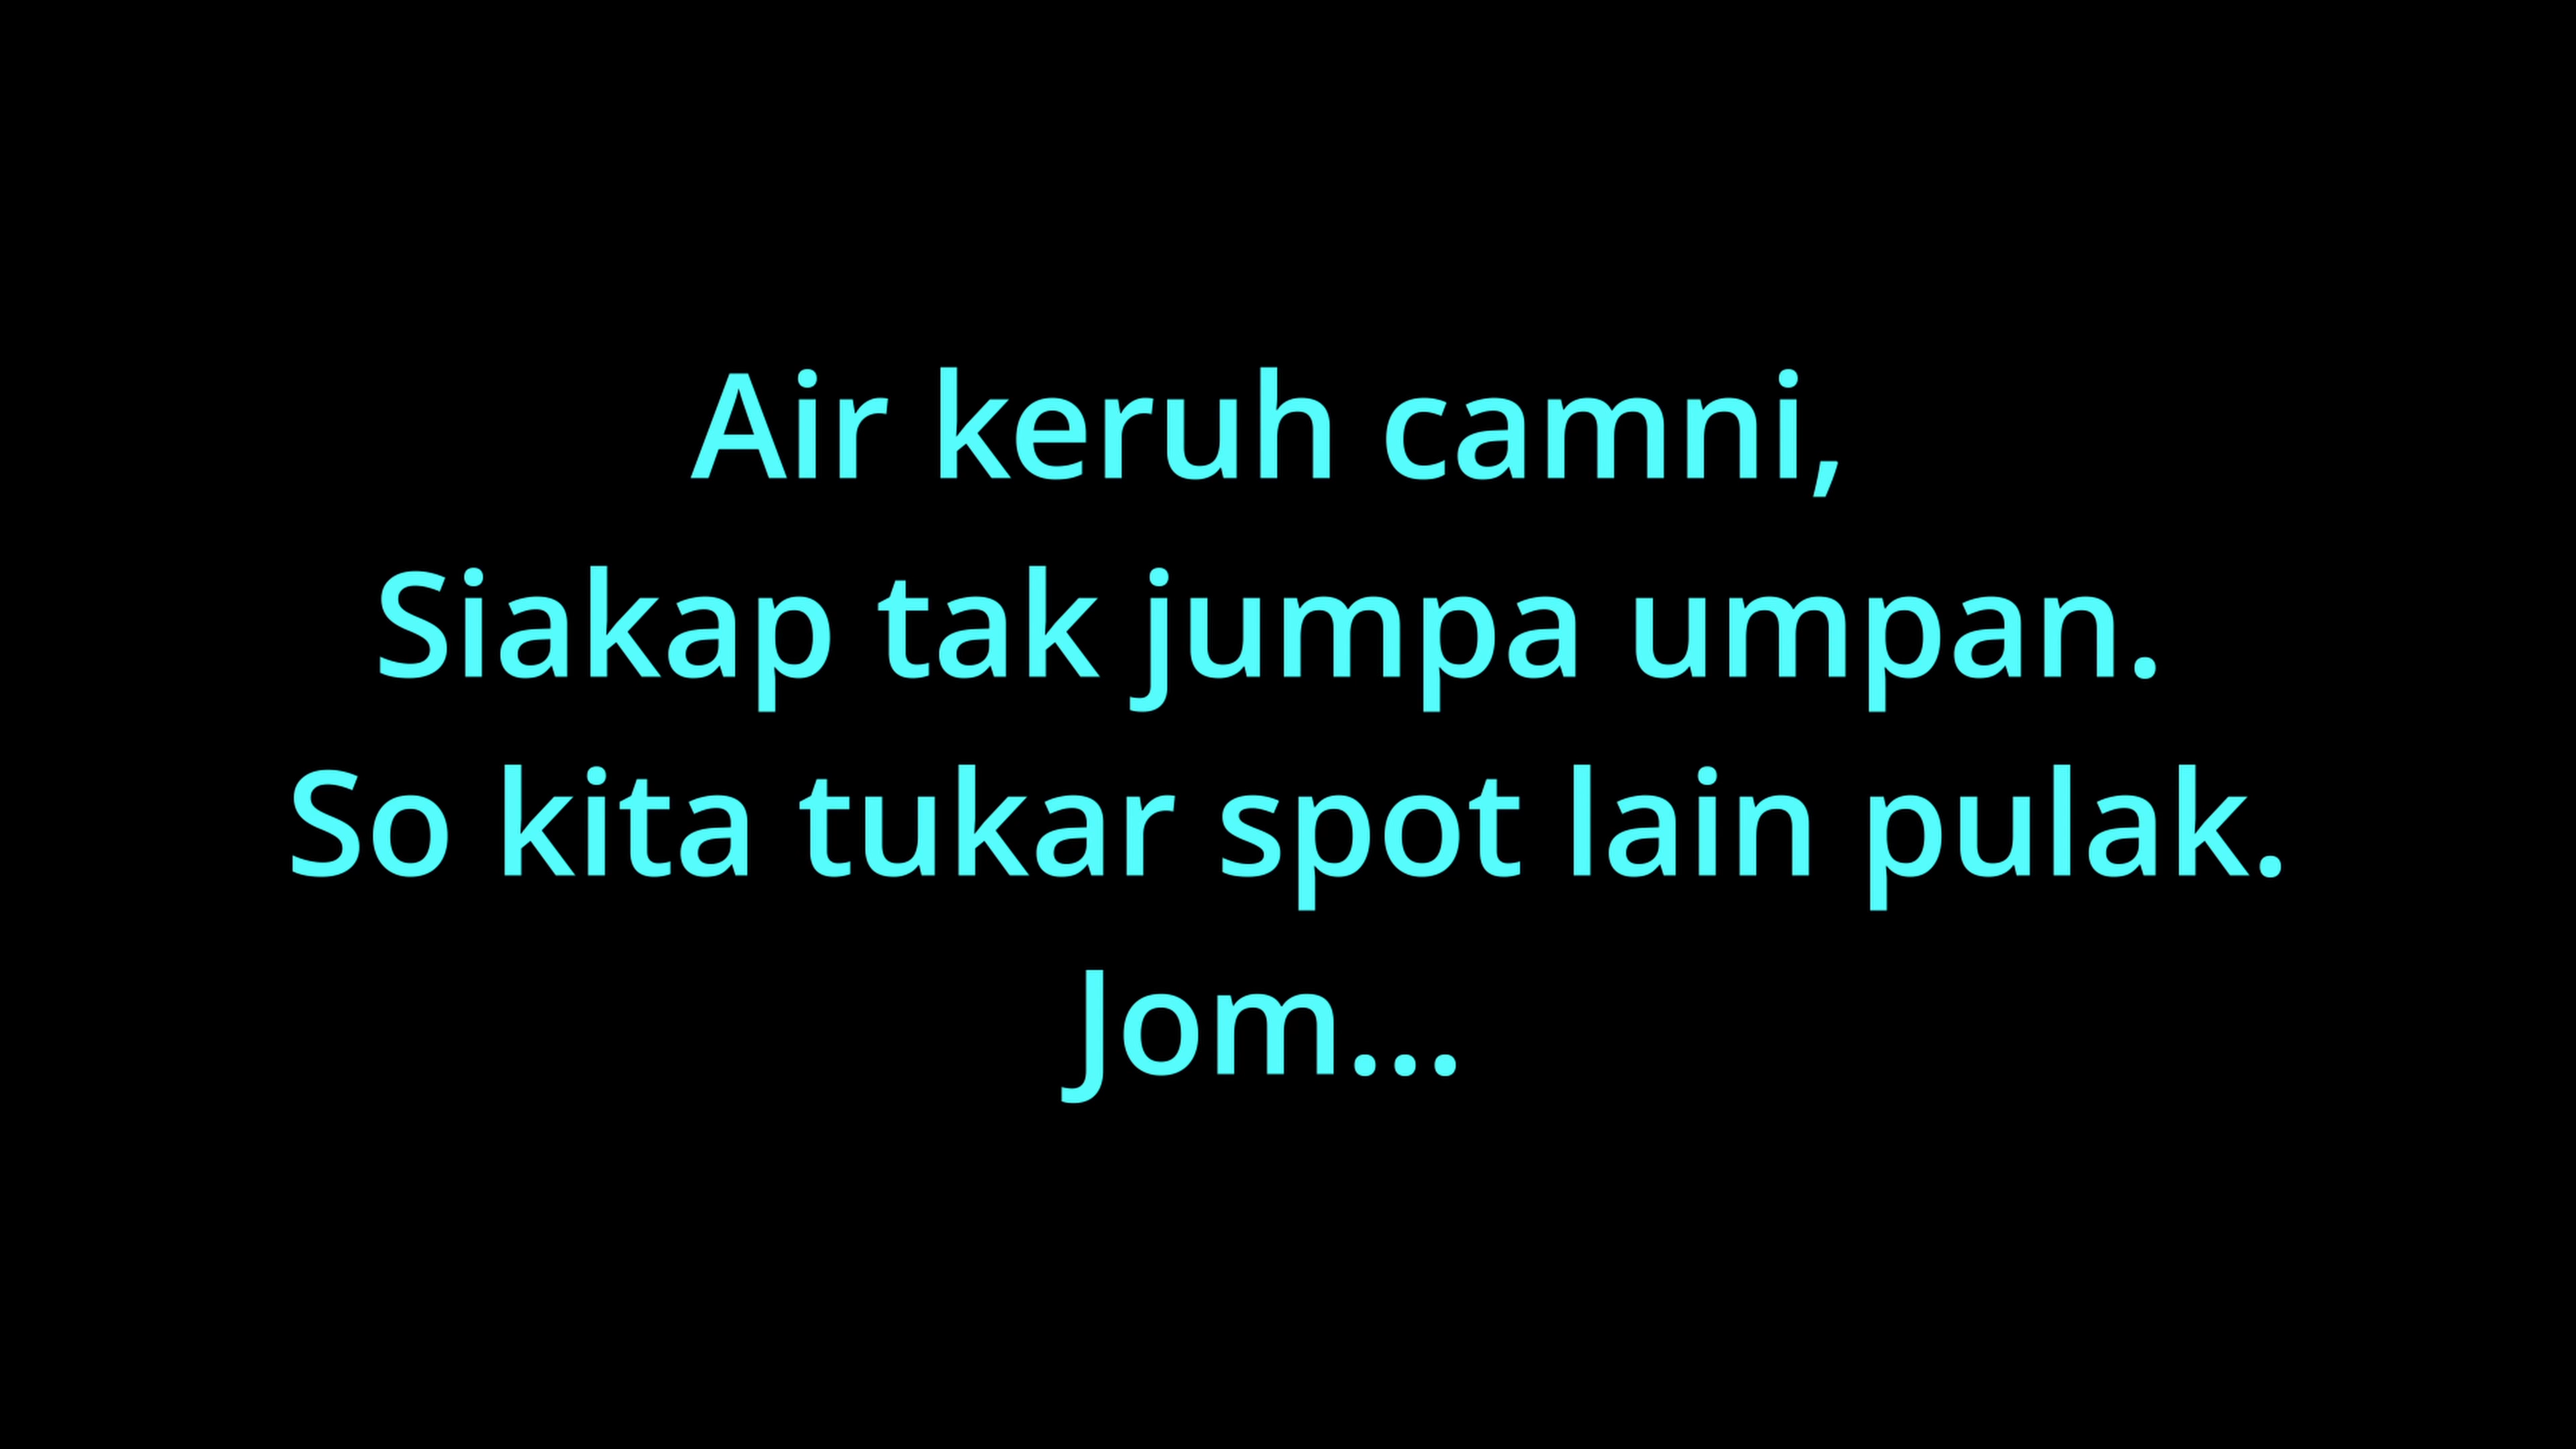 Air keruh camni,
Siakap tak jumpa umpan.
So kita tukar spot lain pulak.
Jom...